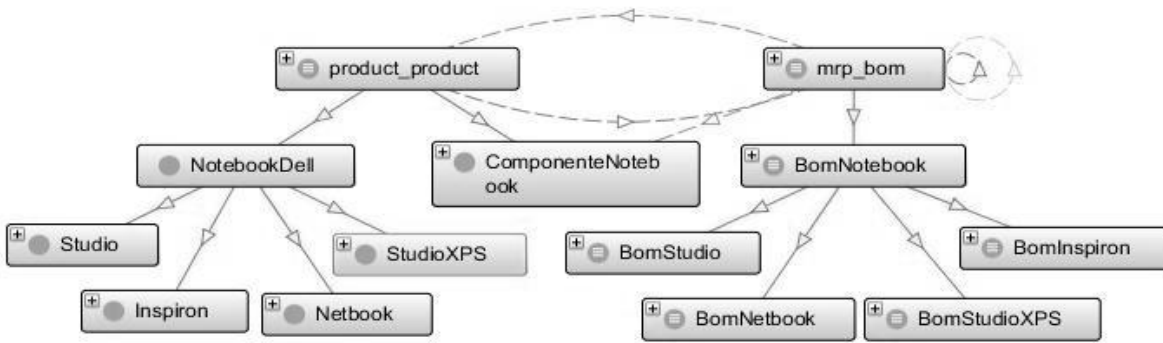 product_product
mrp_bom
NotebookDell
ComponenteNoteb
ook
BomNotebook
Studio
StudioXPS
BomStudio
BomInspiron
Inspiron
Netbook
BomNetbook
BomStudioXPS